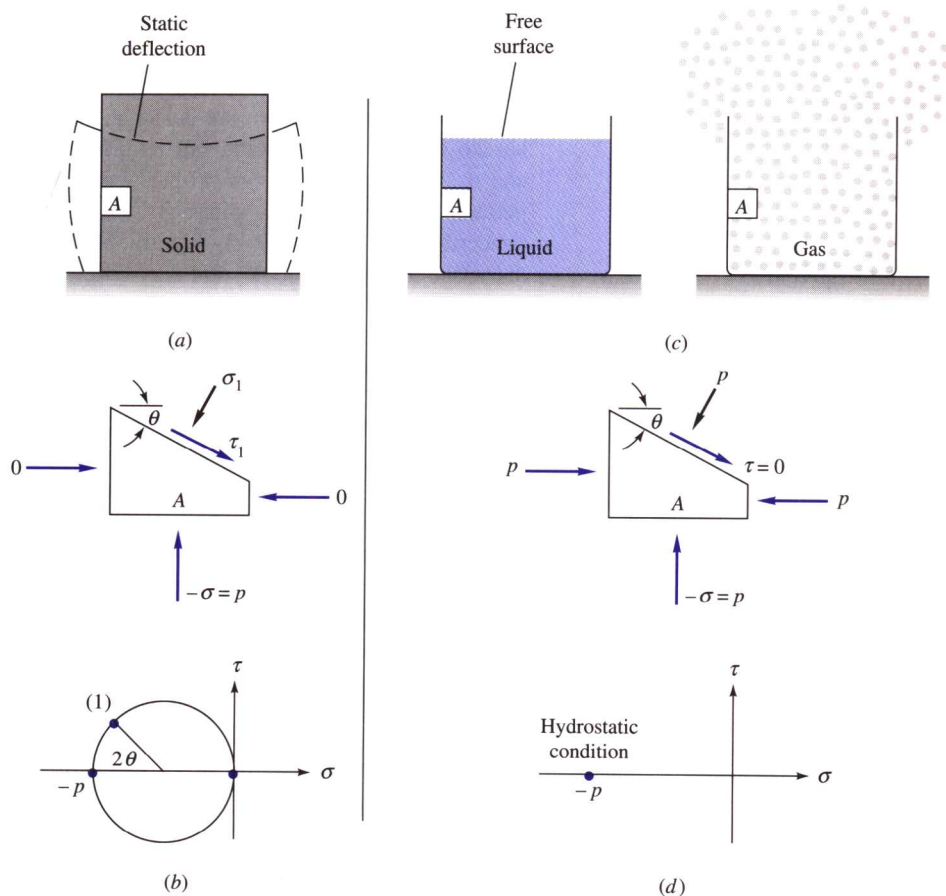 Static
deflection
A
Solid
(a)
Free
surface
A
Liquid
A
Gas
(c)
σ1
θ
τ1
0
0
A
−σ = p
p
θ
τ = 0
p
p
A
−σ = p
τ
(1)
2θ
σ
−p
(b)
τ
Hydrostatic
condition
σ
−p
(d)